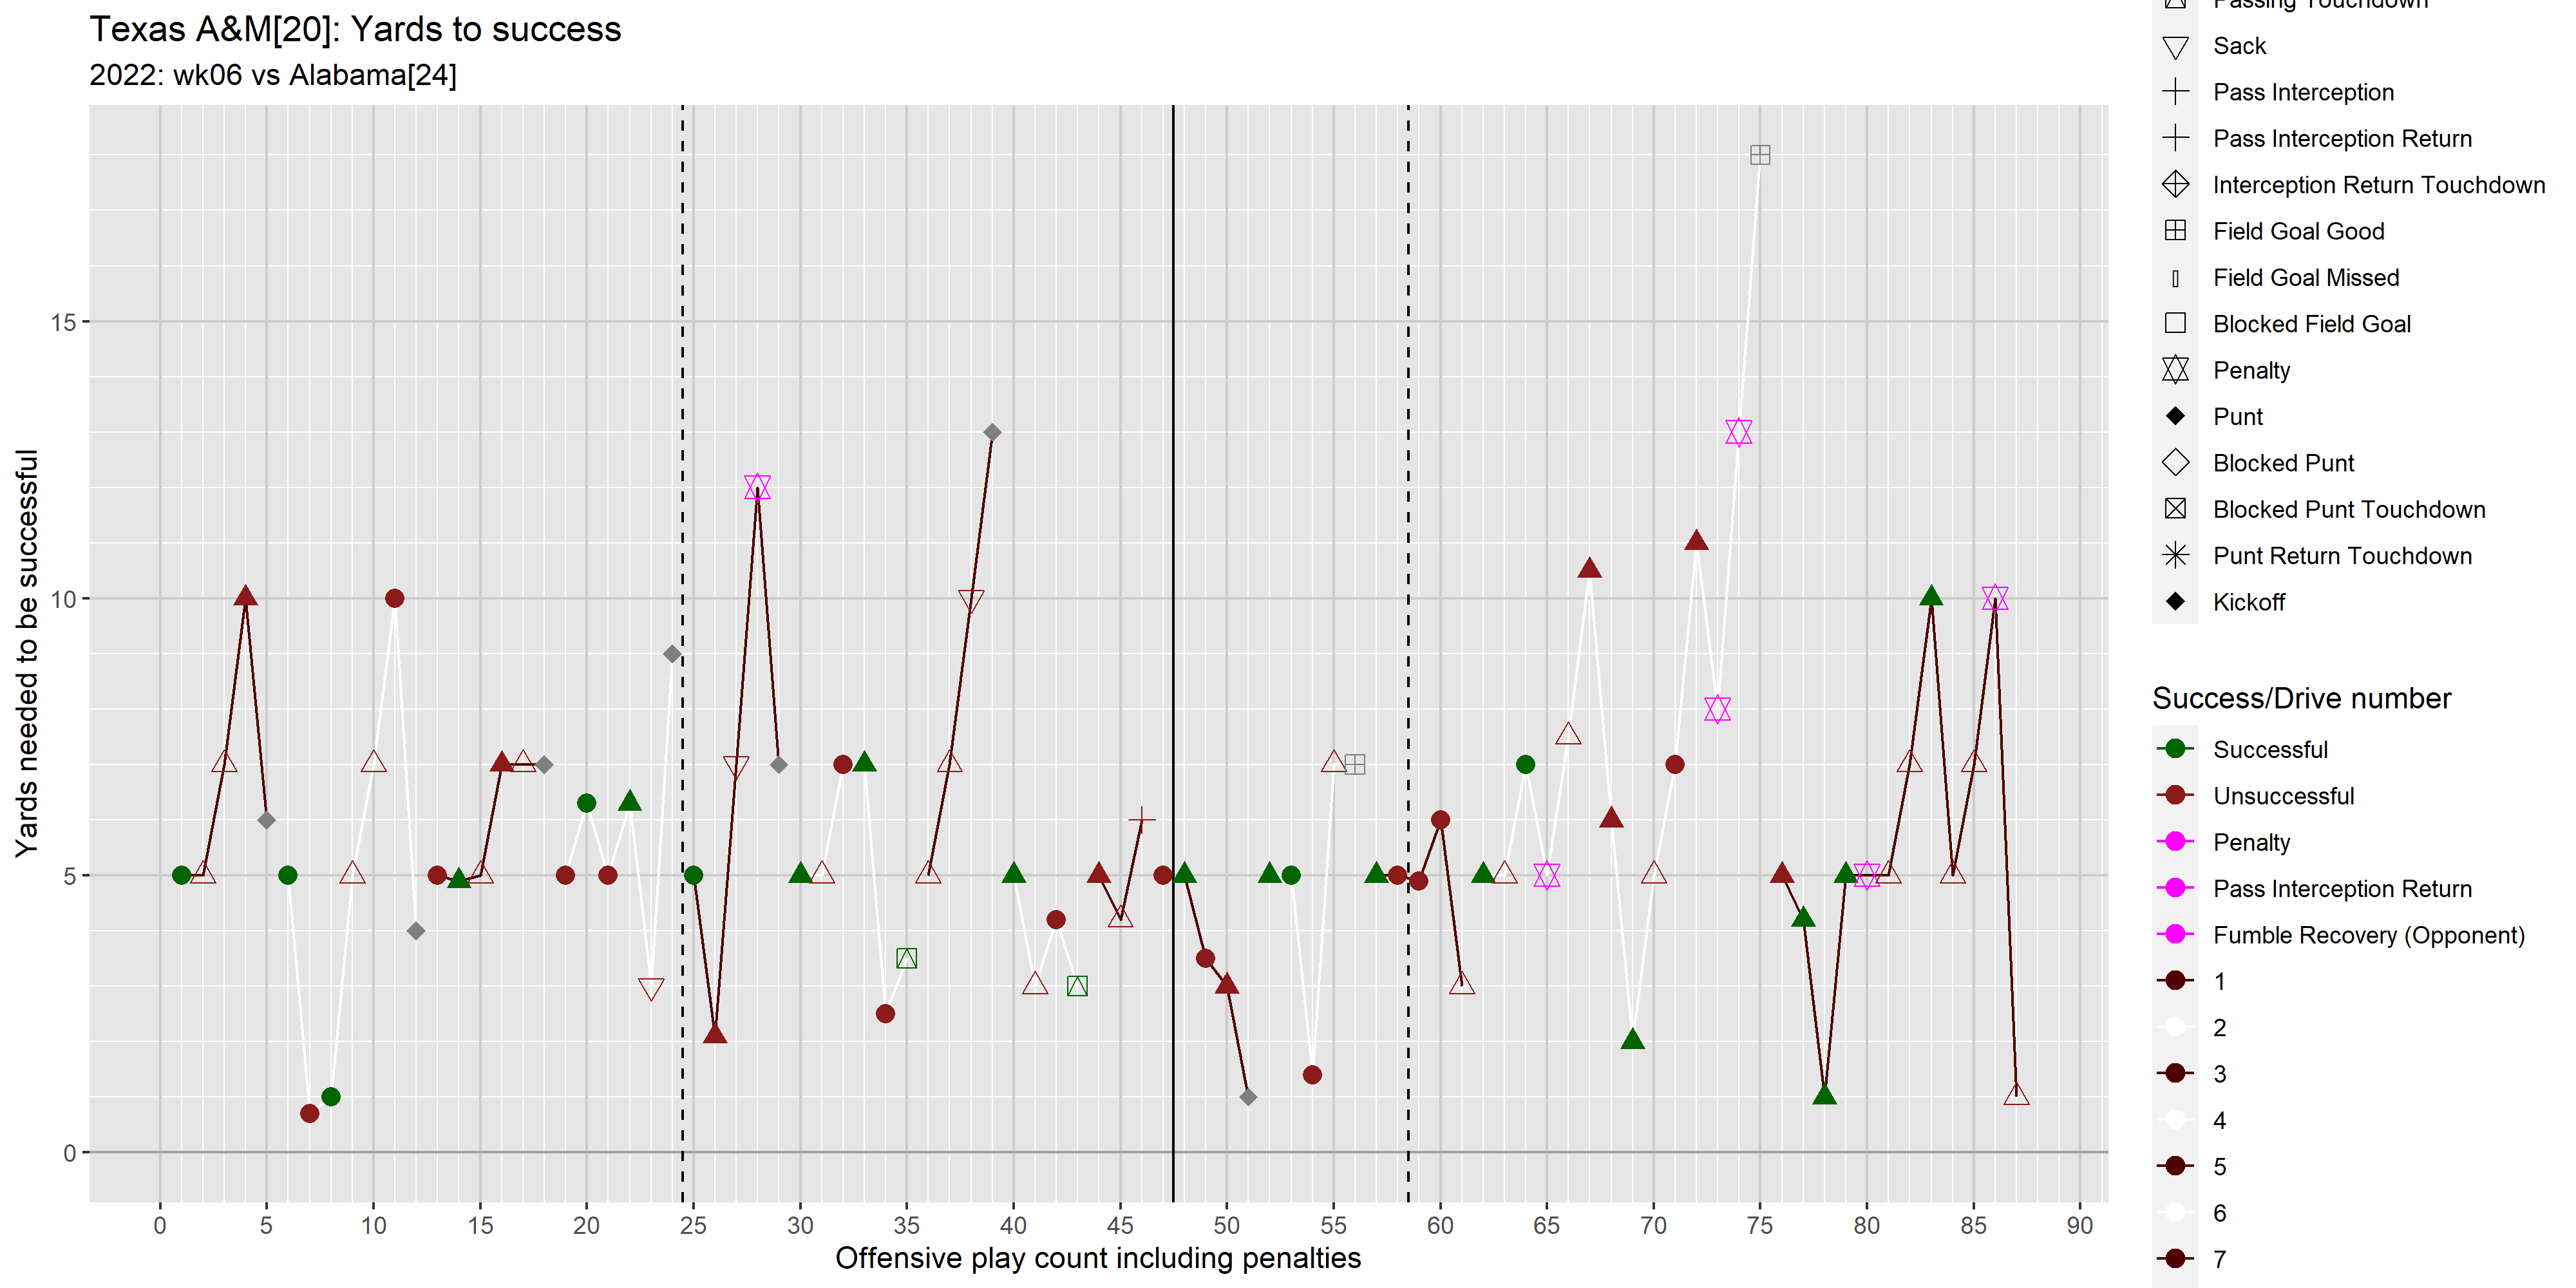 Texas A&M[20]: Yards to success
2022: wk06 vs Alabama[24]
Yards needed to be successful
15
10
5
0
0 5 10 15 20 25 30 35 40 45 50 55 60 65 70 75 80 85 90
Offensive play count including penalties
Passing Touchdown
Sack
Pass Interception
Pass Interception Return
Interception Return Touchdown
Field Goal Good
Field Goal Missed
Blocked Field Goal
Penalty
Punt
Blocked Punt
Blocked Punt Touchdown
Punt Return Touchdown
Kickoff
Success/Drive number
Successful
Unsuccessful
Penalty
Pass Interception Return
Fumble Recovery (Opponent)
1
2
3
4
5
6
7